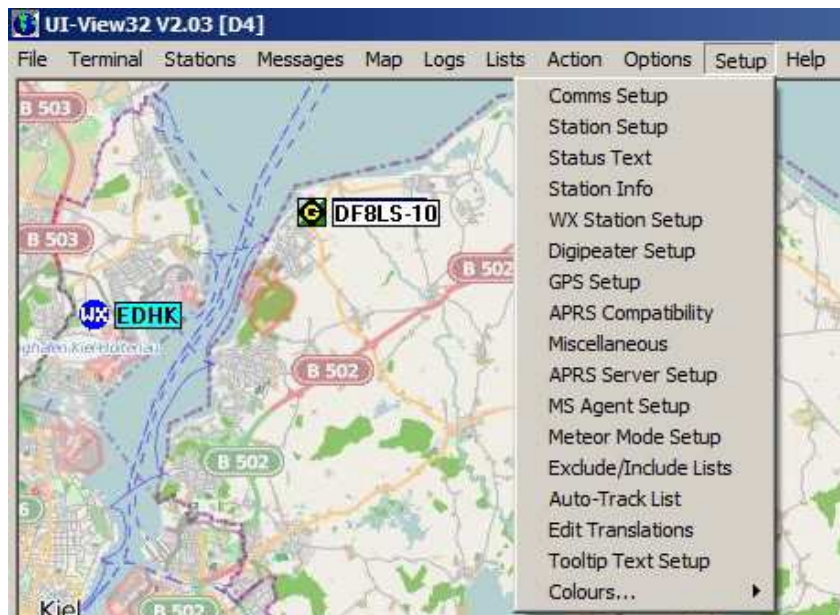 UI-View32 V2.03 [D4]
File Terminal Stations Messages Map Logs Lists Action Options Setup Help
Comms Setup
Station Setup
Status Text
Station Info
WX Station Setup
Digipeater Setup
GPS Setup
APRS Compatibility
Miscellaneous
APRS Server Setup
MS Agent Setup
Meteor Mode Setup
Exclude/Include Lists
Auto-Track List
Edit Translations
Tooltip Text Setup
Colours...
B 503
DF8LS-10
B 503
B 502
WX EDHK
B 502
B 502
6
Kiel
B 502
G